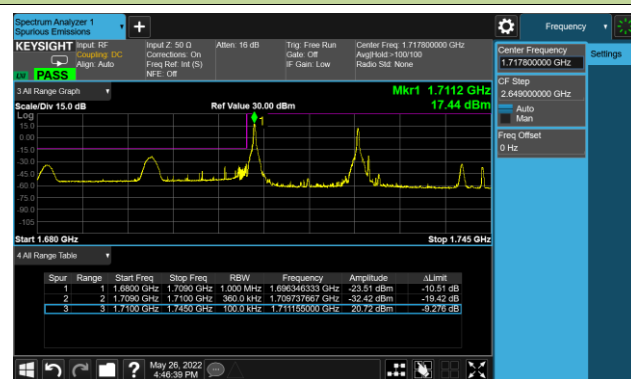 Spectrum Analyzer 1
Spurious Emissions
Frequency
KEYSIGHT Input: RF
Coupling: DC
Align: Auto
Input Z: 50 Ω
Corrections: On
Freq Ref: Int (S)
NFE: Off
Atten: 16 dB
Trig: Free Run
Gate: Off
IF Gain: Low
Center Freq: 1.717800000 GHz
Avg|Hold:>100/100
Radio Std: None
PASS
Center Frequency
1.717800000 GHz
Settings
CF Step
2.649000000 GHz
Auto
Man
Freq Offset
0 Hz
3 All Range Graph
Mkr1 1.7112 GHz
Scale/Div 15.0 dB
Ref Value 30.00 dBm
17.44 dBm
Log
1
15.0
0.00
-15.0
-30.0
-45.0
-60.0
-75.0
-90.0
-105
Start 1.680 GHz
Stop 1.745 GHz
4 All Range Table
Spur Range Start Freq Stop Freq RBW Frequency Amplitude ΔLimit
1 1 1.6800 GHz 1.7090 GHz 1.000 MHz 1.696346333 GHz -23.51 dBm -10.51 dB
2 2 1.7090 GHz 1.7100 GHz 360.0 kHz 1.709737667 GHz -32.42 dBm -19.42 dB
3 3 1.7100 GHz 1.7450 GHz 100.0 kHz 1.711155000 GHz 20.72 dBm -9.276 dB
?
May 26, 2022
4:46:39 PM